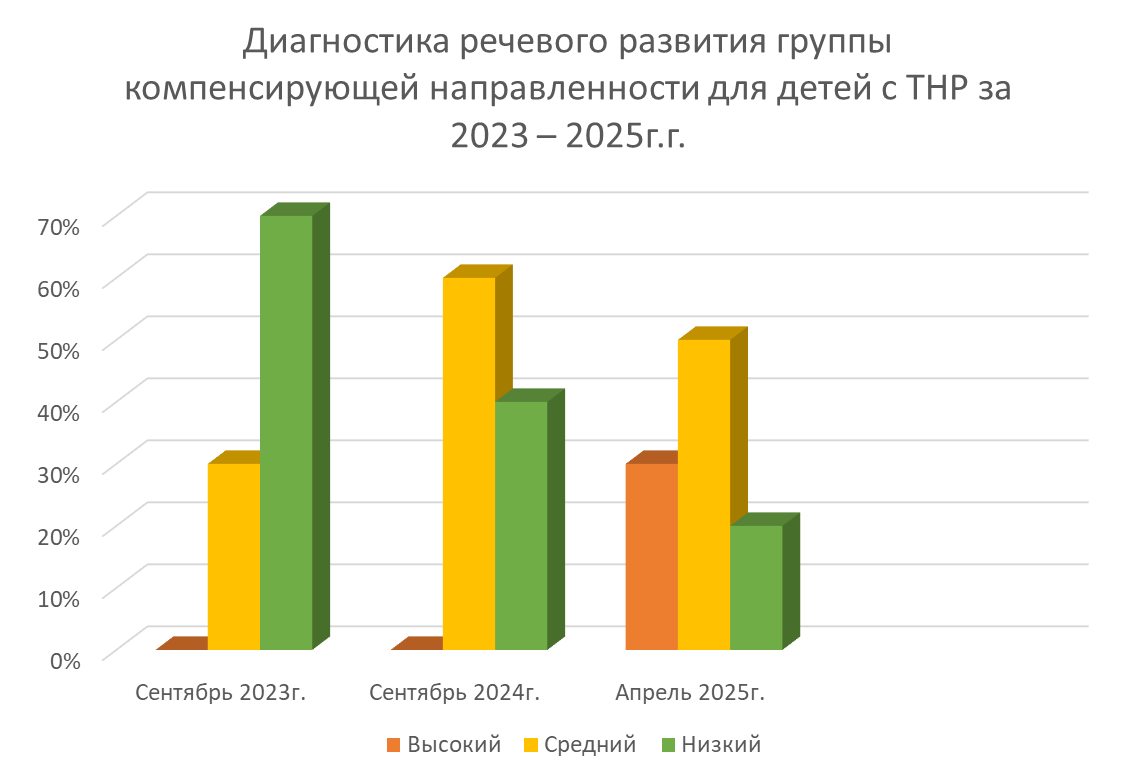 Диагностика речевого развития группы
компенсирующей направленности для детей с ТНР за
2023 – 2025г.г.
70%
60%
50%
40%
30%
20%
10%
0%
Сентябрь 2023г.
Сентябрь 2024г.
Апрель 2025г.
Высокий
Средний
Низкий